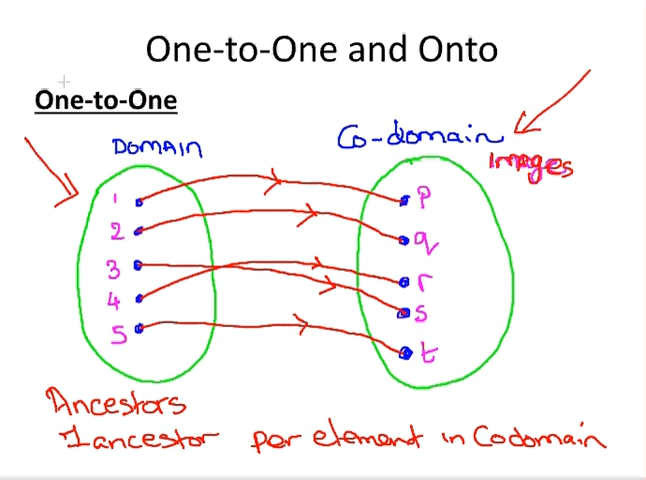 One-to-One and Onto
One-to-One
DOMAIN
Co-domain
Images
1
2
3
4
5
p
q
r
s
t
Ancestors
1 ancestor per element in Codomain